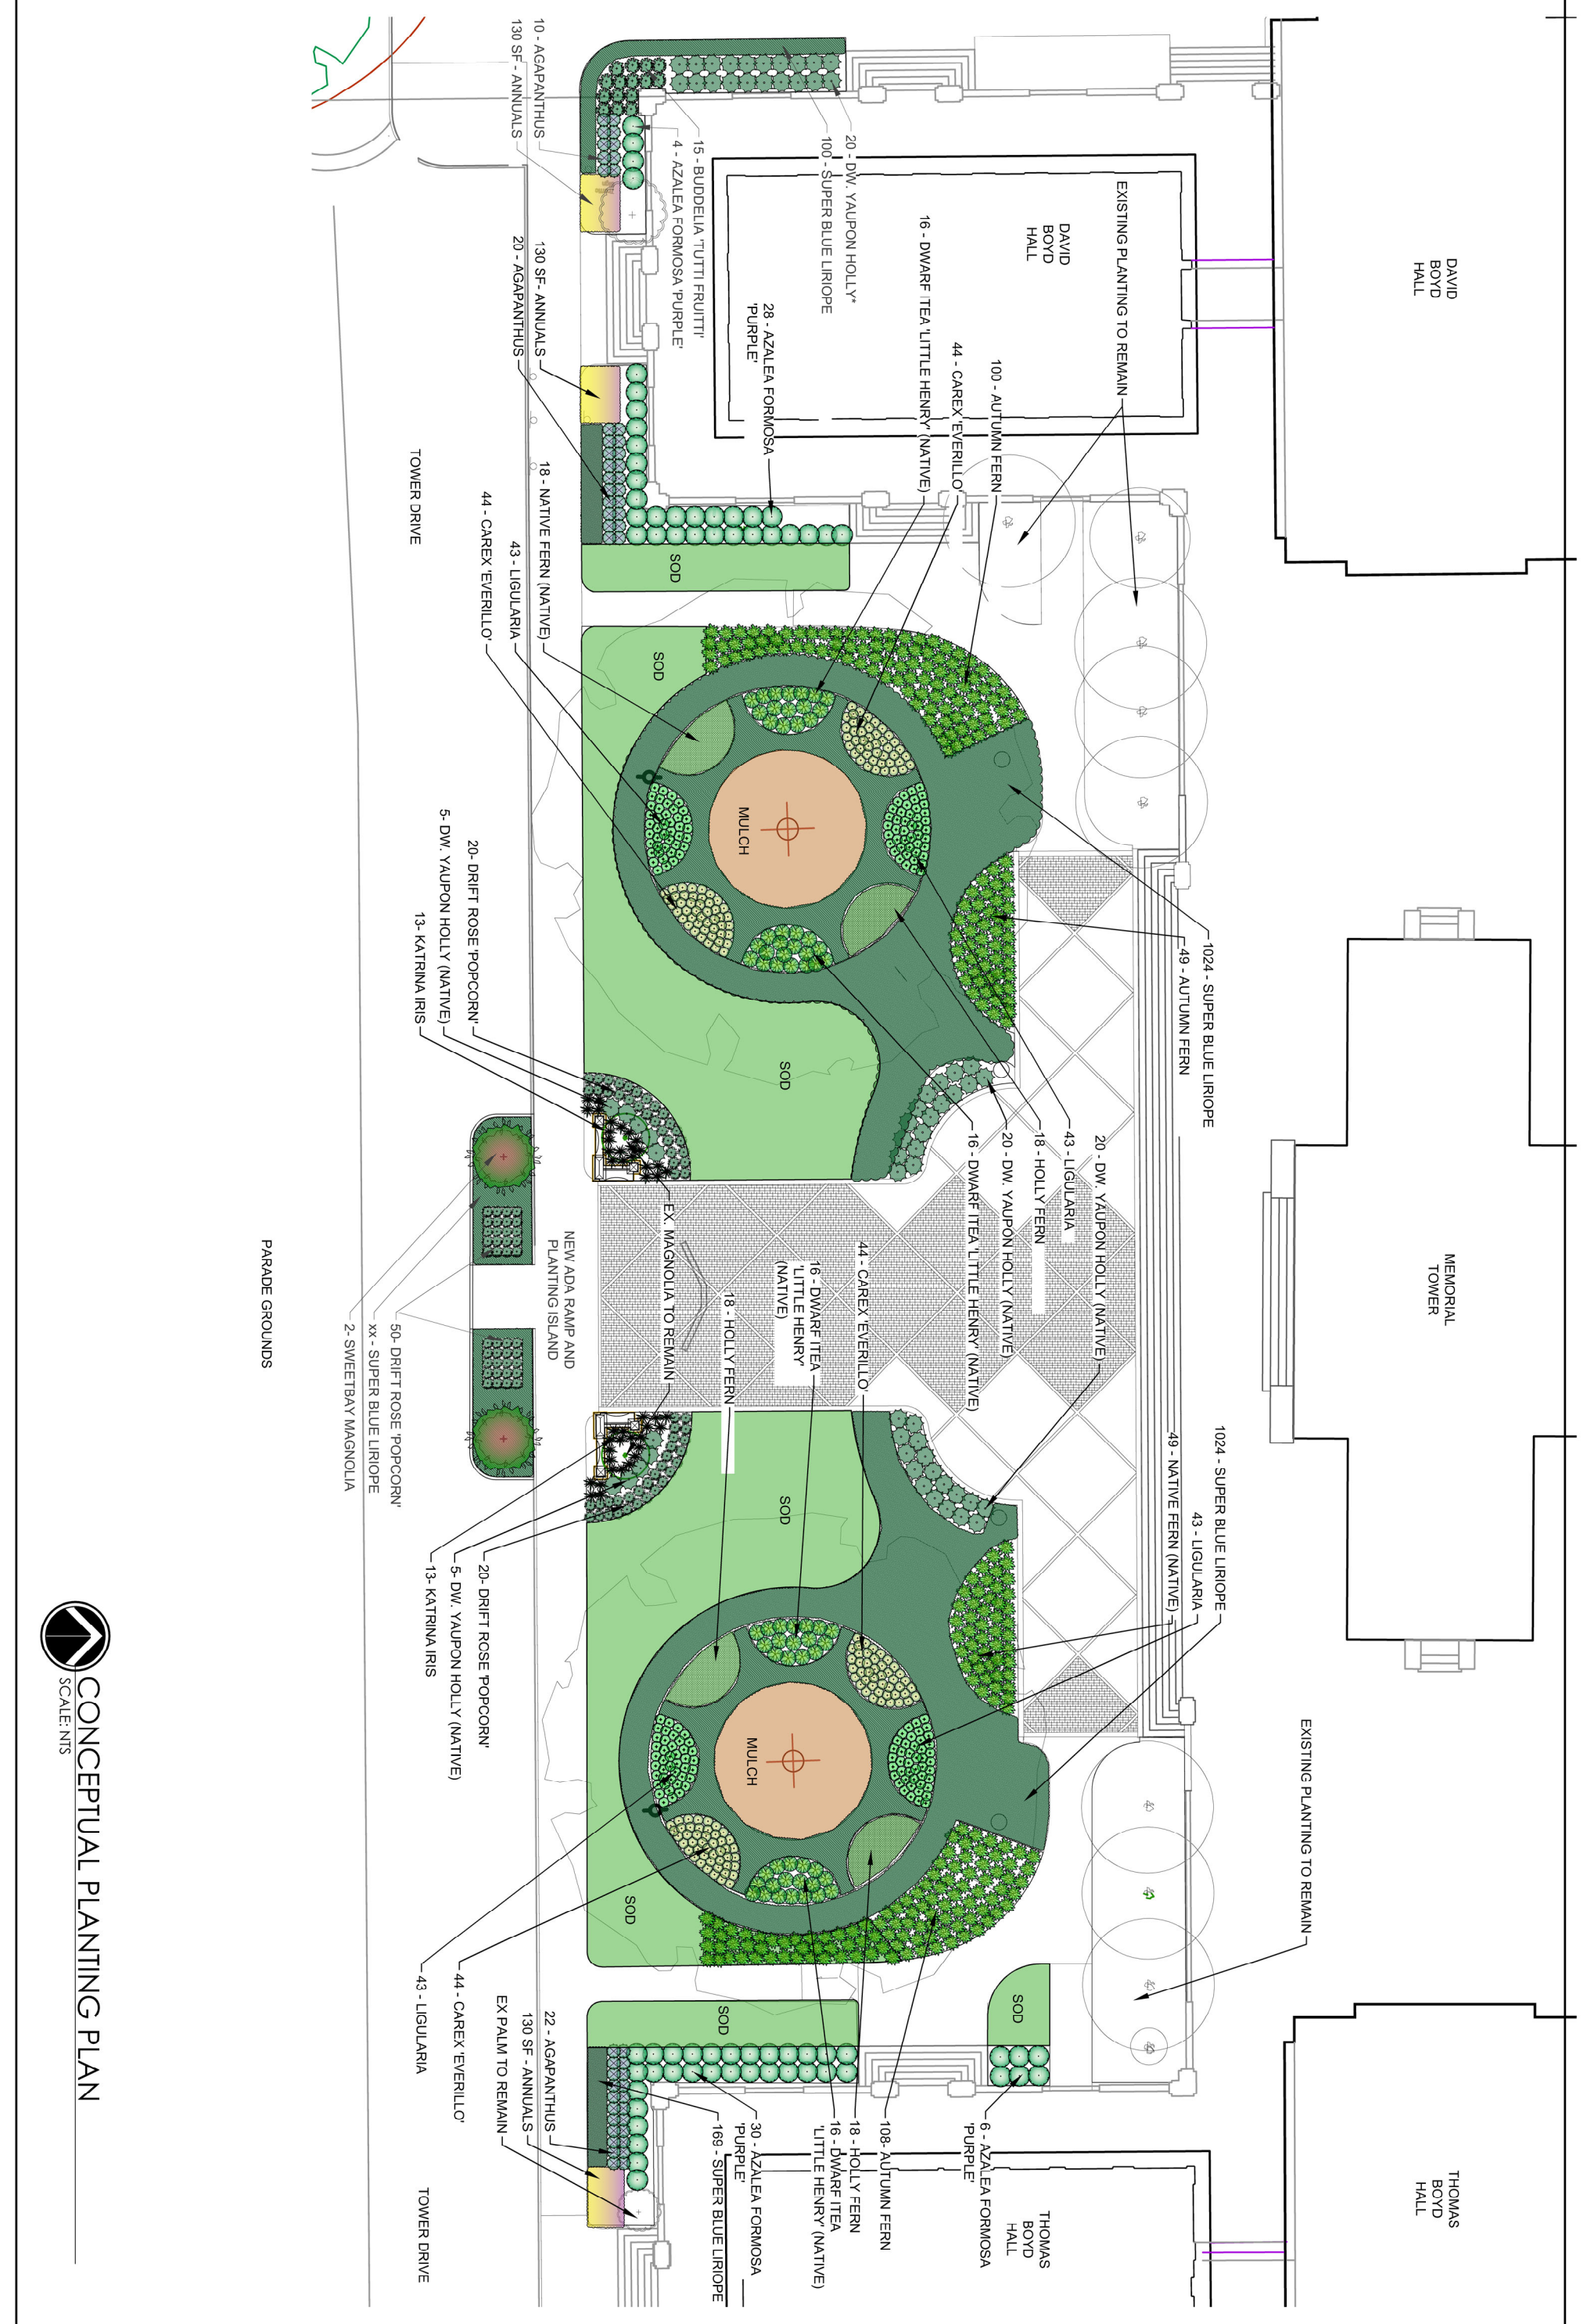 DAVID
BOYD
HALL
MEMORIAL
TOWER
THOMAS
BOYD
HALL
EXISTING PLANTING TO REMAIN
DAVID
BOYD
HALL
20 - DW. YAUPON HOLLY*
100 - SUPER BLUE LIRIOPE
15 - BUDDELIA 'TUTTI FRUITTI'
4 - AZALEA FORMOSA 'PURPLE'
10 - AGAPANTHUS
130 SF - ANNUALS
130 SF- ANNUALS
20 - AGAPANTHUS
28 - AZALEA FORMOSA
'PURPLE'
16 - DWARF ITEA 'LITTLE HENRY' (NATIVE)
44 - CAREX 'EVERILLO'
100 - AUTUMN FERN
18 - NATIVE FERN (NATIVE)
43 - LIGULARIA
44 - CAREX 'EVERILLO'
TOWER DRIVE
SOD
SOD
MULCH
SOD
1024 - SUPER BLUE LIRIOPE
49 - AUTUMN FERN
20 - DW. YAUPON HOLLY (NATIVE)
43 - LIGULARIA
18 - HOLLY FERN
20 - DW. YAUPON HOLLY (NATIVE)
16 - DWARF ITEA 'LITTLE HENRY' (NATIVE)
20- DRIFT ROSE 'POPCORN'
5- DW. YAUPON HOLLY (NATIVE)
13- KATRINA IRIS
EX. MAGNOLIA TO REMAIN
NEW ADA RAMP AND
PLANTING ISLAND
50- DRIFT ROSE 'POPCORN'
xx - SUPER BLUE LIRIOPE
2- SWEETBAY MAGNOLIA
PARADE GROUNDS
44 - CAREX 'EVERILLO'
16 - DWARF ITEA
'LITTLE HENRY'
(NATIVE)
18 - HOLLY FERN
1024 - SUPER BLUE LIRIOPE
43 - LIGULARIA
49 - NATIVE FERN (NATIVE)
SOD
MULCH
SOD
20- DRIFT ROSE 'POPCORN'
5- DW. YAUPON HOLLY (NATIVE)
13- KATRINA IRIS
EXISTING PLANTING TO REMAIN
SOD
SOD
43 - LIGULARIA
44 - CAREX 'EVERILLO'
22 - AGAPANTHUS
130 SF - ANNUALS
EX PALM TO REMAIN
6 - AZALEA FORMOSA
'PURPLE'
108- AUTUMN FERN
18 - HOLLY FERN
16 - DWARF ITEA
'LITTLE HENRY' (NATIVE)
30 - AZALEA FORMOSA
'PURPLE'
169 - SUPER BLUE LIRIOPE
THOMAS
BOYD
HALL
TOWER DRIVE
CONCEPTUAL PLANTING PLAN
SCALE: NTS